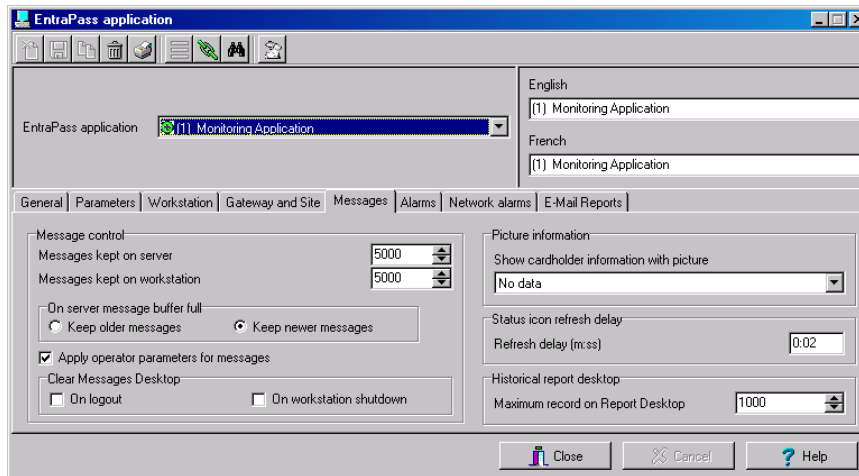 EntraPass application
English
(1) Monitoring Application
EntraPass application (1) Monitoring Application
French
(1) Monitoring Application
General Parameters Workstation Gateway and Site Messages Alarms Network alarms E-Mail Reports
Message control
Messages kept on server 5000
Messages kept on workstation 5000
On server message buffer full
Keep older messages Keep newer messages
Apply operator parameters for messages
Clear Messages Desktop
On logout On workstation shutdown
Picture information
Show cardholder information with picture
No data
Status icon refresh delay
Refresh delay (m:ss) 0:02
Historical report desktop
Maximum record on Report Desktop 1000
Close Cancel Help